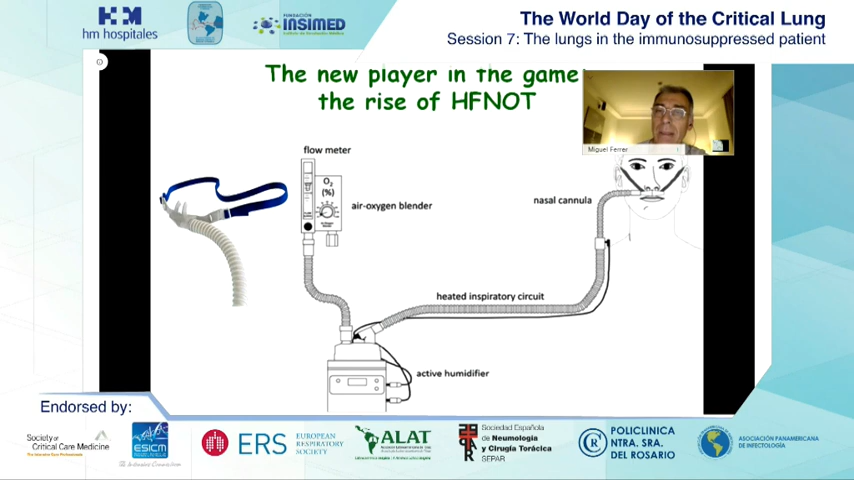 hm hospitales
FUNDACIÓN
INSIMED
The World Day of the Critical Lung
Session 7: The lungs in the immunosuppressed patient
The new player in the game
the rise of HFNOT
Miguel Ferrer
flow meter
O2
(%)
air-oxygen blender
nasal cannula
heated inspiratory circuit
active humidifier
Endorsed by:
Society of
Critical Care Medicine
ESICM
ERS
EUROPEAN
RESPIRATORY
SOCIETY
ALAT
Sociedad Española
de Neumología
y Cirugía Torácica
SEPAR
POLICLINICA
NTRA. SRA.
DEL ROSARIO
ASOCIACIÓN PANAMERICANA
DE INFECTOLOGÍA